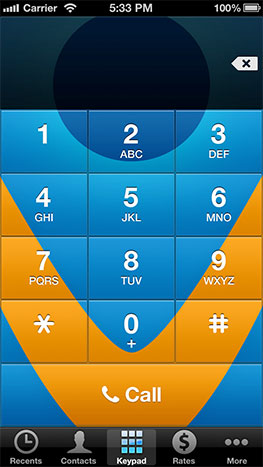 Carrier 5:33 PM 100%
1 2 3
ABC DEF
4 5 6
GHI JKL MNO
7 8 9
PQRS TUV WXYZ
* 0 #
+
Call
Recents Contacts Keypad Rates More